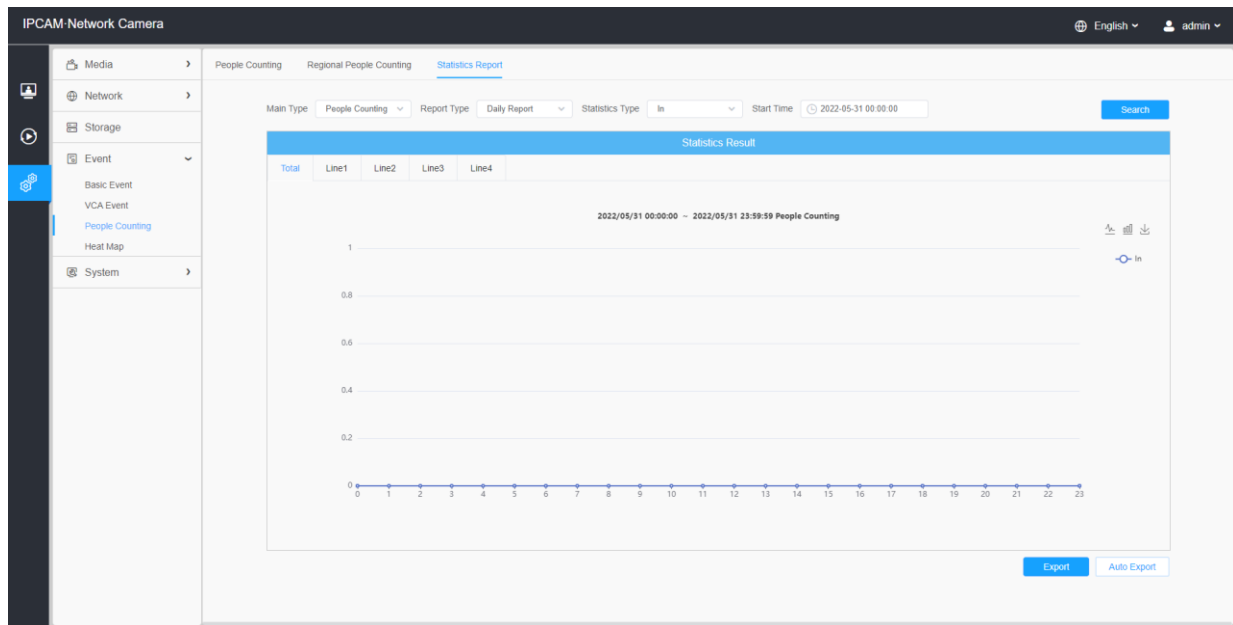 IPCAM·Network Camera
English
admin
Media
Network
Storage
Event
Basic Event
VCA Event
People Counting
Heat Map
System
People Counting Regional People Counting Statistics Report
Main Type People Counting Report Type Daily Report Statistics Type In Start Time 2022-05-31 00:00:00 Search
Statistics Result
Total Line1 Line2 Line3 Line4
2022/05/31 00:00:00 ~ 2022/05/31 23:59:59 People Counting
In
1
0.8
0.6
0.4
0.2
0
0 1 2 3 4 5 6 7 8 9 10 11 12 13 14 15 16 17 18 19 20 21 22 23
Export Auto Export